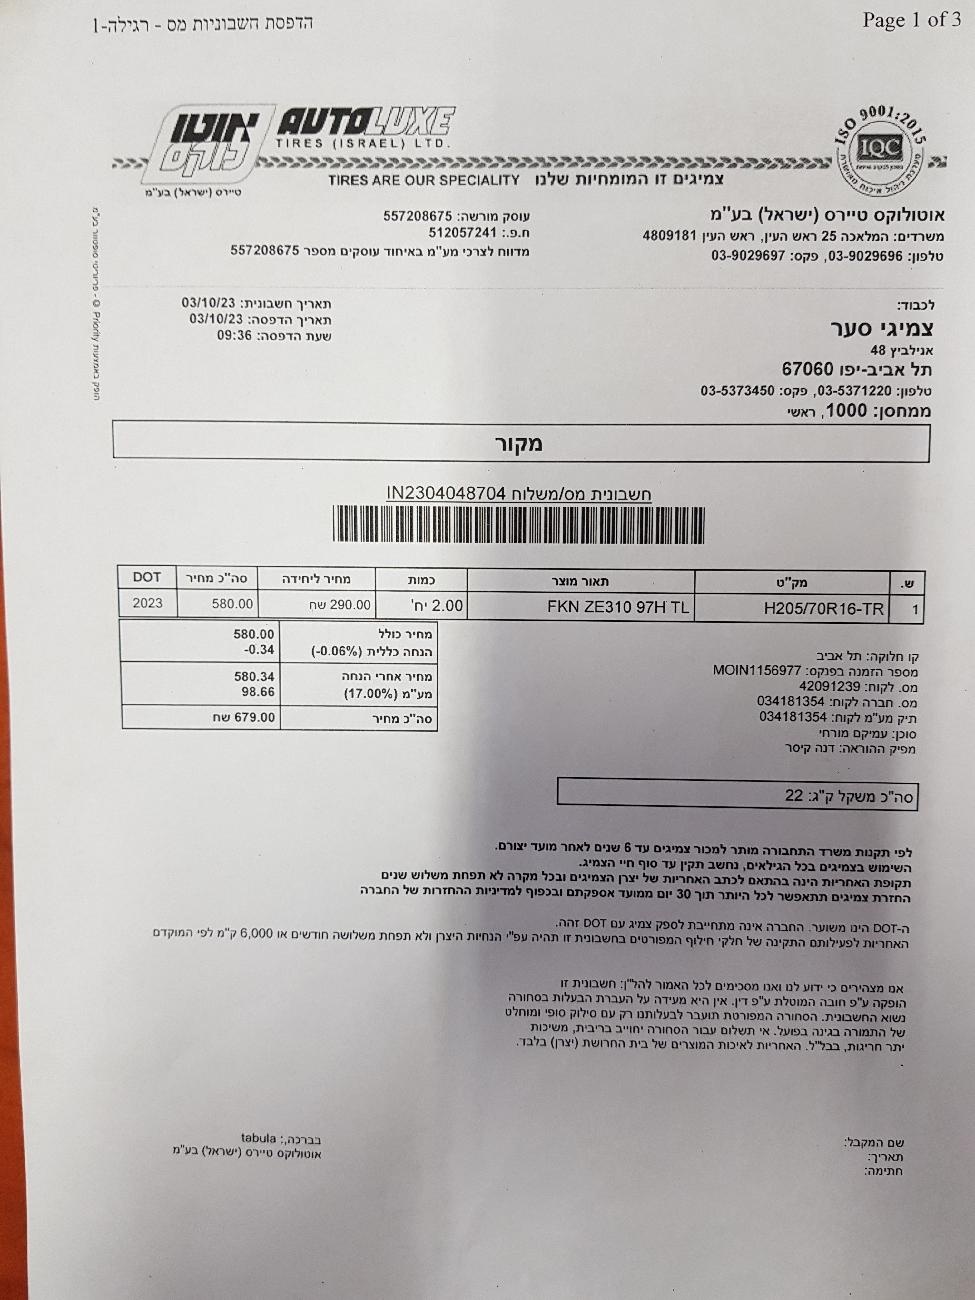 Page 1 of 3
הדפסת חשבוניות מס - רגילה-1
אוטו
לוקס
טיירס (ישראל) בע"מ
AUTOLUXE
TIRES (ISRAEL) LTD.
ISO 9001:2015
IQC
TIRES ARE OUR SPECIALITY צמיגים זו המומחיות שלנו
אוטולוקס טיירס (ישראל) בע"מ
משרדים: המלאכה 25 ראש העין, ראש העין 4809181
טלפון: 03-9029696, פקס: 03-9029697
עוסק מורשה: 557208675
ח.פ.: 512057241
מדווח לצרכי מע"מ באיחוד עוסקים מספר 557208675
לכבוד:
צמיגי סער
אנילביץ 48
תל אביב-יפו 67060
טלפון: 03-5371220, פקס: 03-5373450
ממחסן: 1000, ראשי
תאריך חשבונית: 03/10/23
תאריך הדפסה: 03/10/23
שעת הדפסה: 09:36
מקור
חשבונית מס/משלוח IN2304048704
ש. מק"ט תאור מוצר כמות מחיר ליחידה סה"כ מחיר DOT
1 H205/70R16-TR FKN ZE310 97H TL 2.00 יח' 290.00 שח 580.00 2023
מחיר כולל 580.00
הנחה כללית (-0.06%) -0.34
מחיר אחרי הנחה 580.34
מע"מ (17.00%) 98.66
סה"כ מחיר 679.00 שח
קו חלוקה: תל אביב
מספר הזמנה בפנקס: MOIN1156977
מס. לקוח: 42091239
מס. חברה לקוח: 034181354
תיק מע"מ לקוח: 034181354
סוכן: עמיקם מורחי
מפיק ההוראה: דנה קיסר
סה"כ משקל ק"ג: 22
לפי תקנות משרד התחבורה מותר למכור צמיגים עד 6 שנים לאחר מועד יצורם.
השימוש בצמיגים בכל הגילאים, נחשב תקין עד סוף חיי הצמיג.
תקופת האחריות הינה בהתאם לכתב האחריות של יצרן הצמיגים ובכל מקרה לא תפחת משלוש שנים
החזרת צמיגים תתאפשר לכל היותר תוך 30 יום ממועד אספקתם ובכפוף למדיניות ההחזרות של החברה
ה-DOT הינו משוער. החברה אינה מתחייבת לספק צמיג עם DOT זהה.
האחריות לפעילותם התקינה של חלקי חילוף המפורטים בחשבונית זו תהיה עפ"י הנחיות היצרן ולא תפחת משלושה חודשים או 6,000 ק"מ לפי המוקדם
אנו מצהירים כי ידוע לנו ואנו מסכימים לכל האמור להל"ן: חשבונית זו
הופקה ע"פ חובה המוטלת ע"פ דין. אין היא מעידה על העברת הבעלות בסחורה
נשוא החשבונית. הסחורה המפורטת תועבר לבעלותנו רק עם סילוק סופי ומוחלט
של התמורה בגינה בפועל. אי תשלום עבור הסחורה יחוייב בריבית, משיכות
יתר חריגות, בבל"ל. האחריות לאיכות המוצרים של בית החרושת (יצרן) בלבד.
.
שם המקבל:
תאריך:
חתימה:
בברכה,: tabula
אוטולוקס טיירס (ישראל) בע"מ